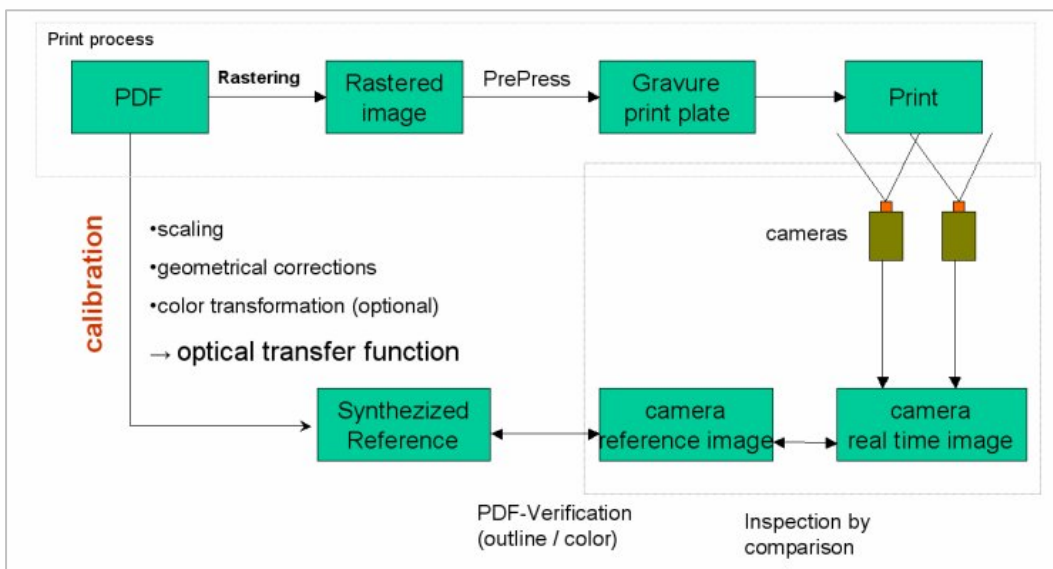 Print process
PDF
Rastering
Rastered
image
PrePress
Gravure
print plate
Print
cameras
calibration
•scaling
•geometrical corrections
•color transformation (optional)
→ optical transfer function
Synthezized
Reference
camera
reference image
camera
real time image
PDF-Verification
(outline / color)
Inspection by
comparison